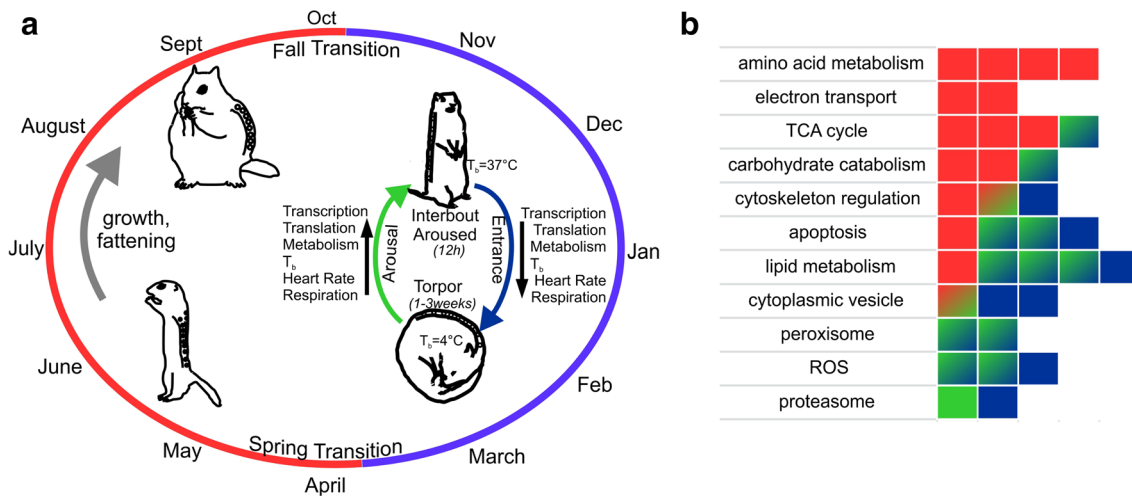 a
Oct
Fall Transition
Sept
Nov
August
Dec
July
Jan
June
Feb
May
March
Spring Transition
April
growth,
fattening
Transcription
Translation
Metabolism
Tb
Heart Rate
Respiration
Arousal
Tb=37°C
Interbout
Aroused
(12h)
Entrance
Transcription
Translation
Metabolism
Tb
Heart Rate
Respiration
Torpor
(1-3weeks)
Tb=4°C
b
amino acid metabolism
electron transport
TCA cycle
carbohydrate catabolism
cytoskeleton regulation
apoptosis
lipid metabolism
cytoplasmic vesicle
peroxisome
ROS
proteasome